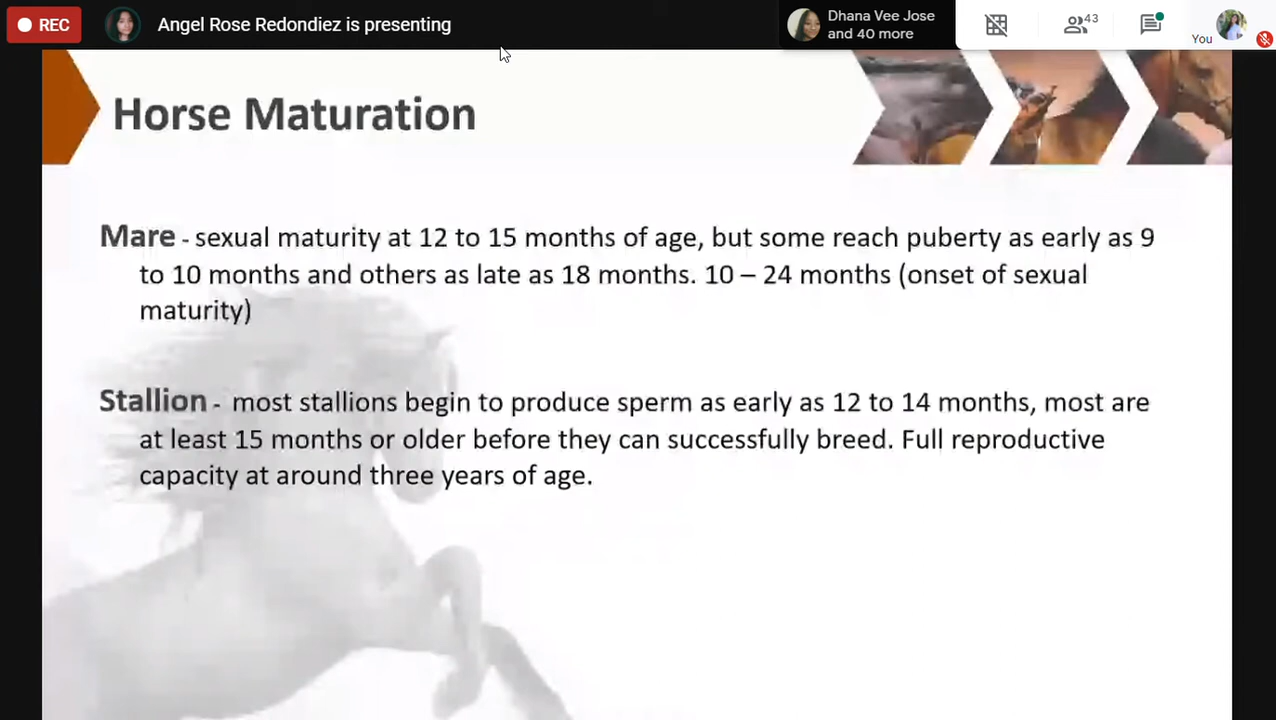 REC
Angel Rose Redondiez is presenting
Dhana Vee Jose
and 40 more
43
You
Horse Maturation
Mare - sexual maturity at 12 to 15 months of age, but some reach puberty as early as 9
to 10 months and others as late as 18 months. 10 – 24 months (onset of sexual
maturity)
Stallion - most stallions begin to produce sperm as early as 12 to 14 months, most are
at least 15 months or older before they can successfully breed. Full reproductive
capacity at around three years of age.